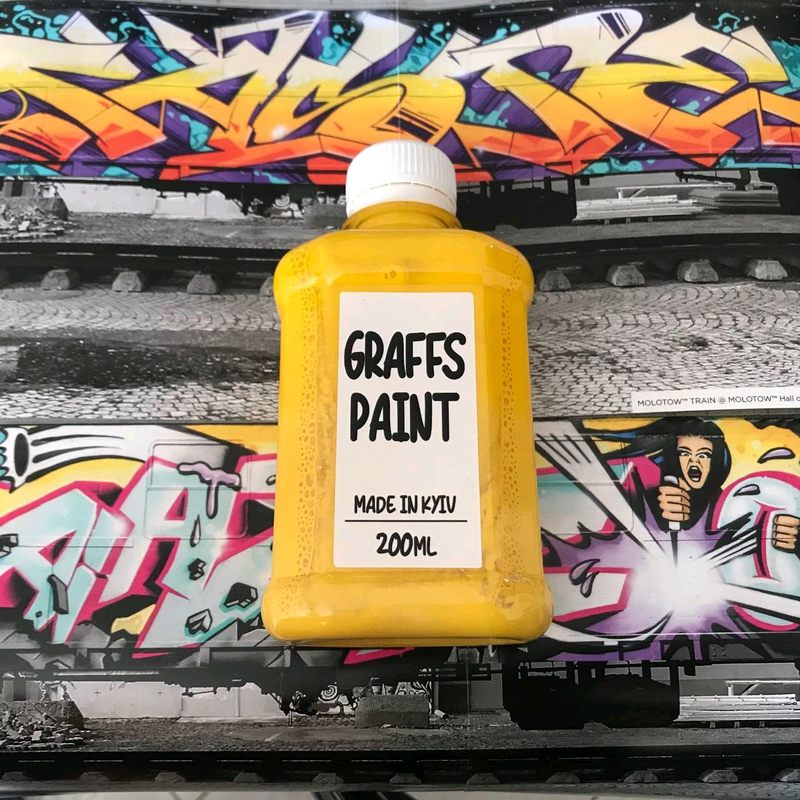 GRAFFS
PAINT
MADE IN KYIV
200ML
MOLOTOW™ TRAIN @ MOLOTOW™ Hall